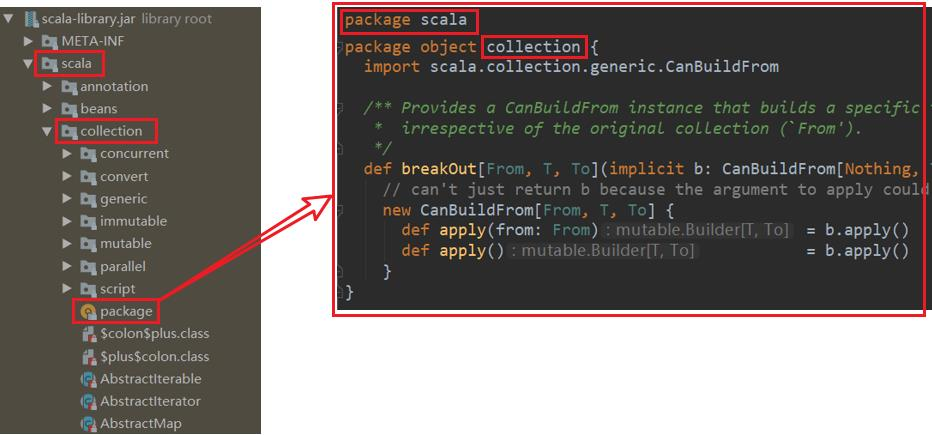 scala-library.jar library root
META-INF
scala
annotation
beans
collection
concurrent
convert
generic
immutable
mutable
parallel
script
package
$colon$plus.class
$plus$colon.class
AbstractIterable
AbstractIterator
AbstractMap
package scala
package object collection {
import scala.collection.generic.CanBuildFrom
/** Provides a CanBuildFrom instance that builds a specific
* irrespective of the original collection (`From').
*/
def breakOut[From, T, To](implicit b: CanBuildFrom[Nothing,
// can't just return b because the argument to apply could
new CanBuildFrom[From, T, To] {
def apply(from: From) : mutable.Builder[T, To] = b.apply()
def apply() : mutable.Builder[T, To] = b.apply()
}
}